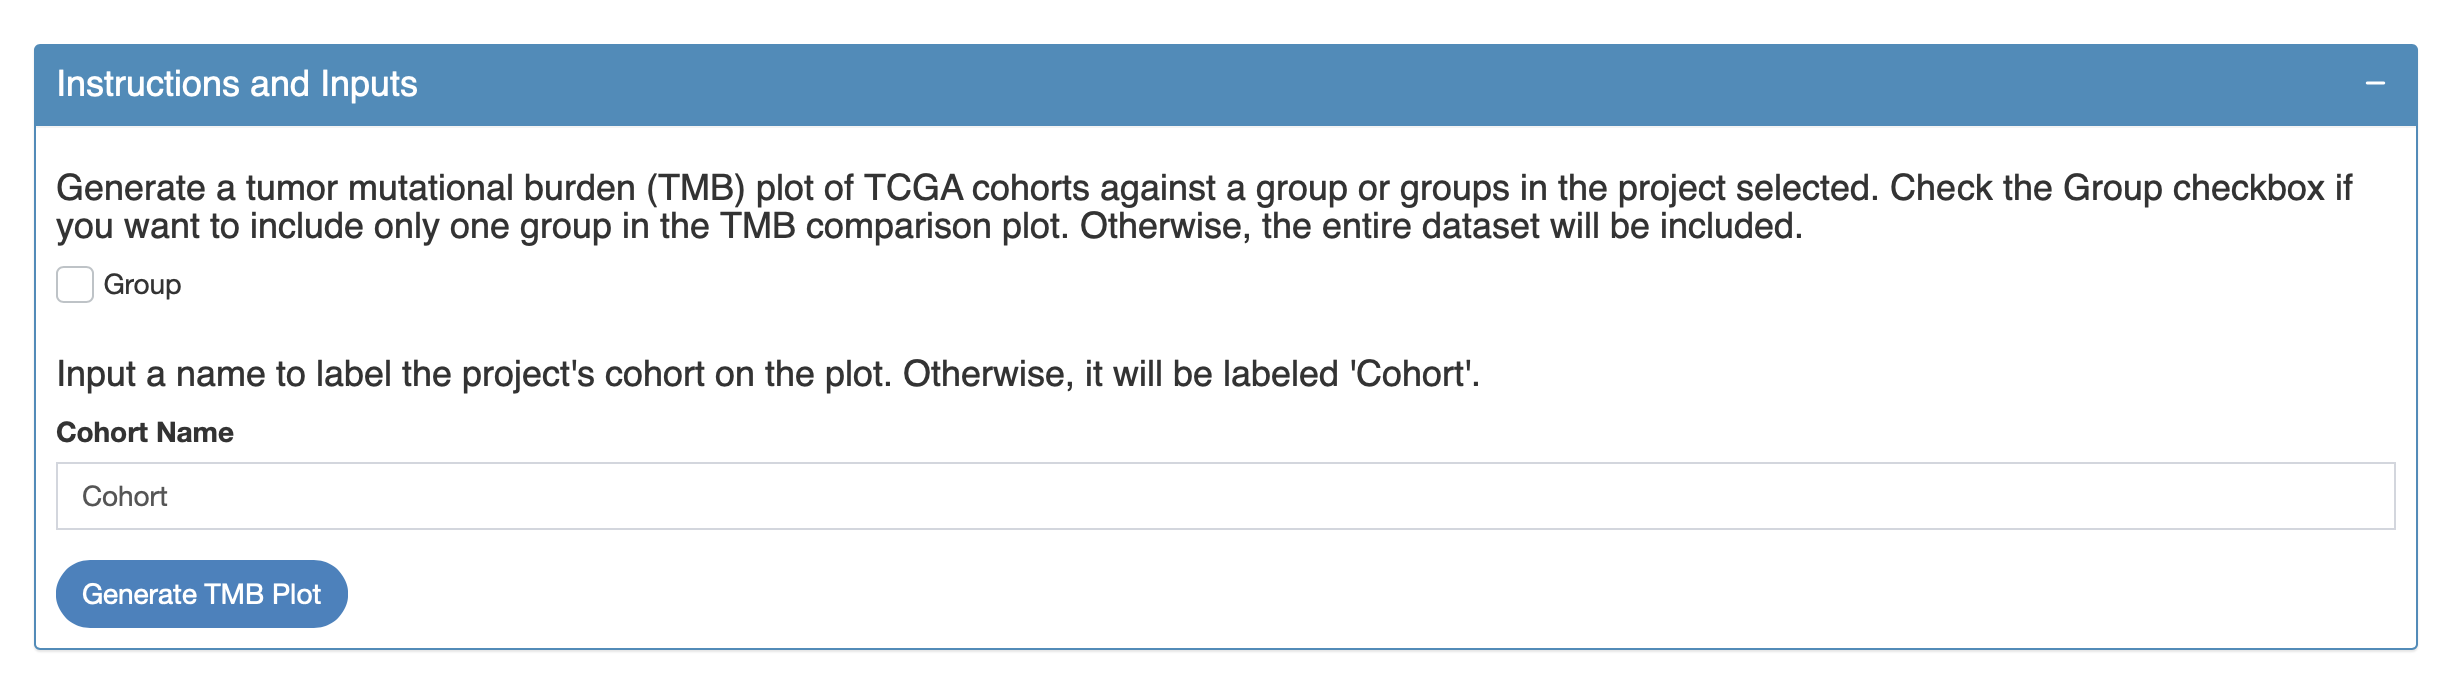 Instructions and Inputs
Generate a tumor mutational burden (TMB) plot of TCGA cohorts against a group or groups in the project selected. Check the Group checkbox if
you want to include only one group in the TMB comparison plot. Otherwise, the entire dataset will be included.
Group
Input a name to label the project's cohort on the plot. Otherwise, it will be labeled 'Cohort'.
Cohort Name
Cohort
Generate TMB Plot